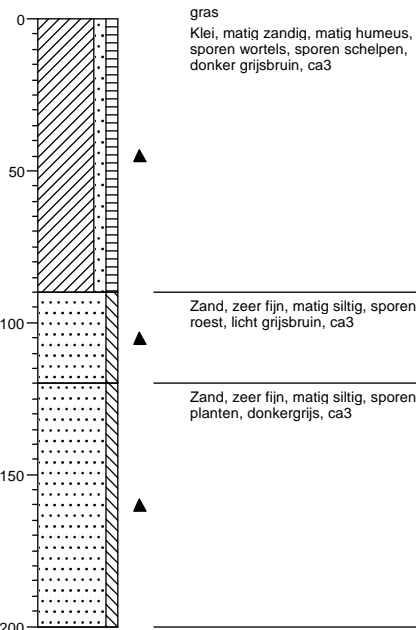 0
gras
Klei, matig zandig, matig humeus,
sporen wortels, sporen schelpen,
donker grijsbruin, ca3
50
Zand, zeer fijn, matig siltig, sporen
roest, licht grijsbruin, ca3
100
Zand, zeer fijn, matig siltig, sporen
planten, donkergrijs, ca3
150
200